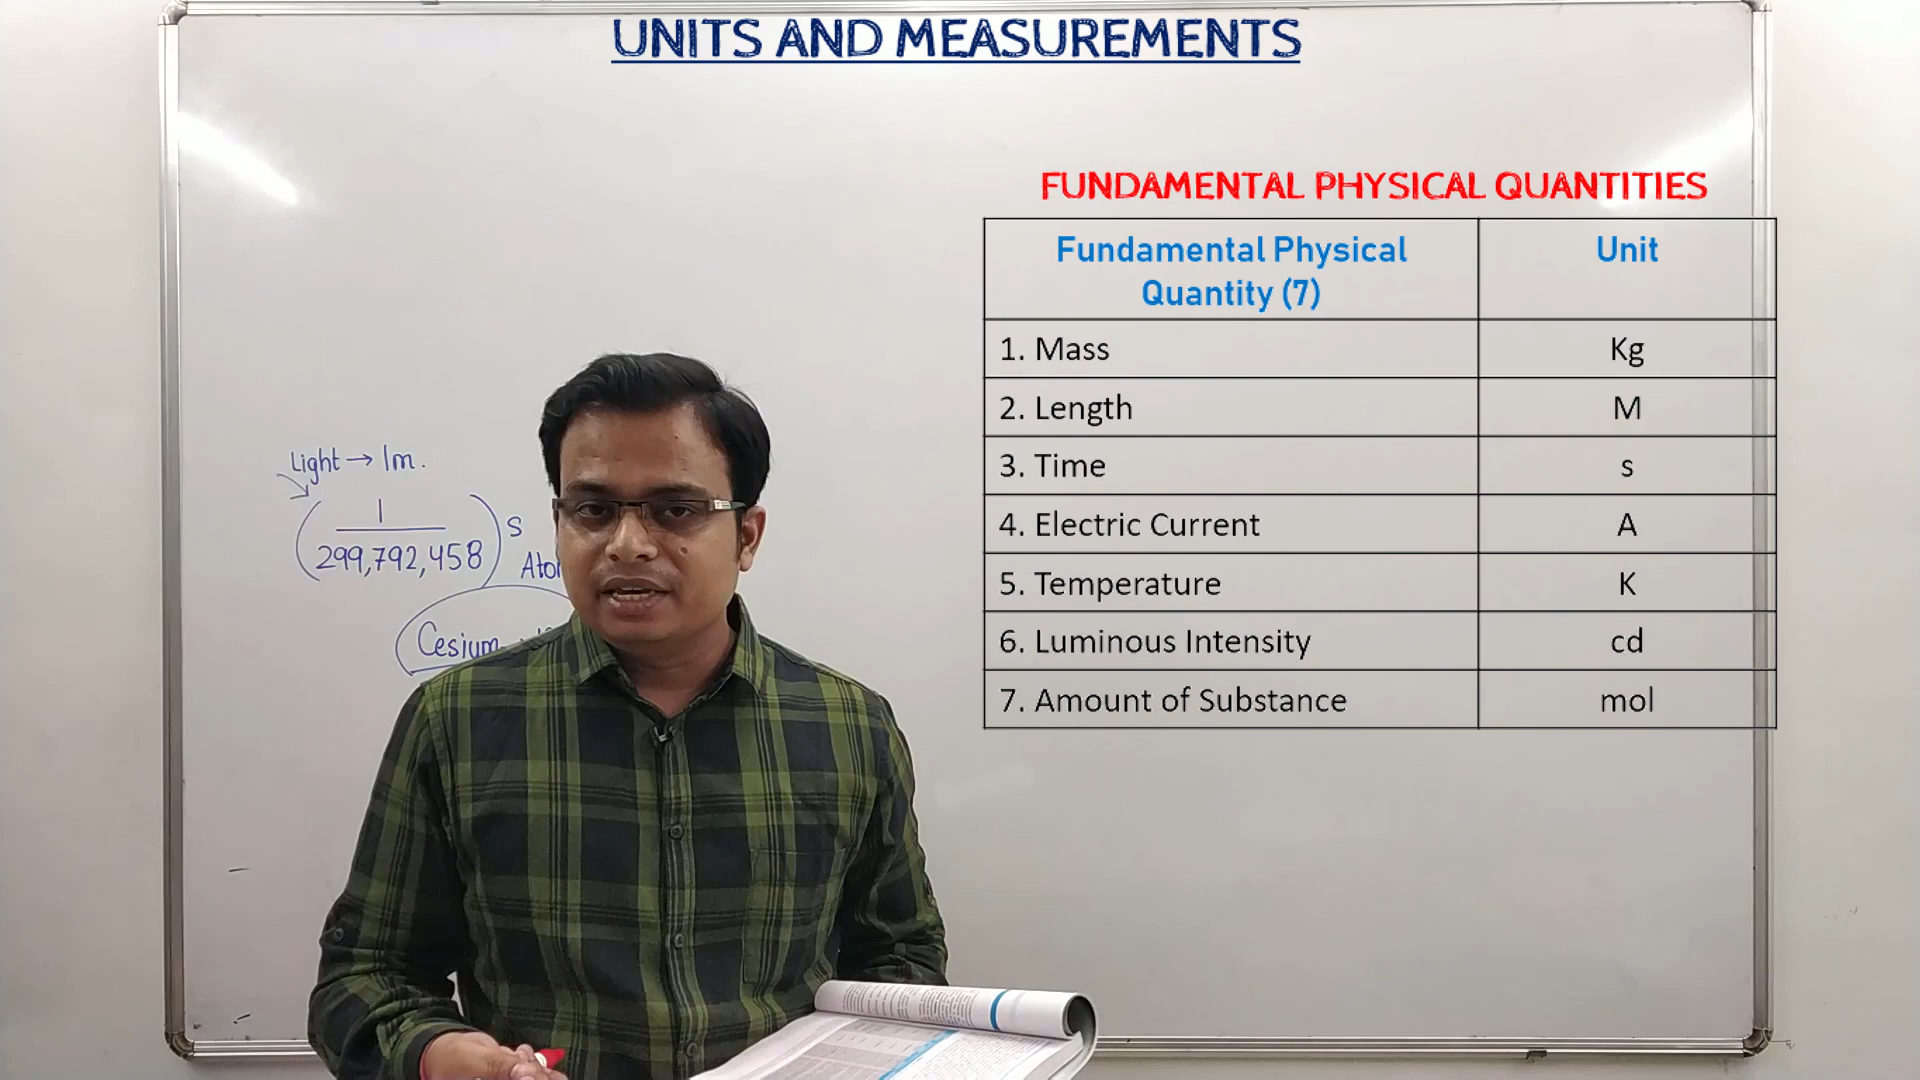 UNITS AND MEASUREMENTS
FUNDAMENTAL PHYSICAL QUANTITIES
Fundamental Physical
Quantity (7)
Unit
1. Mass
Kg
2. Length
M
3. Time
s
4. Electric Current
A
5. Temperature
K
6. Luminous Intensity
cd
7. Amount of Substance
mol
Light → 1m.
(1/299,792,458) s
Cesium